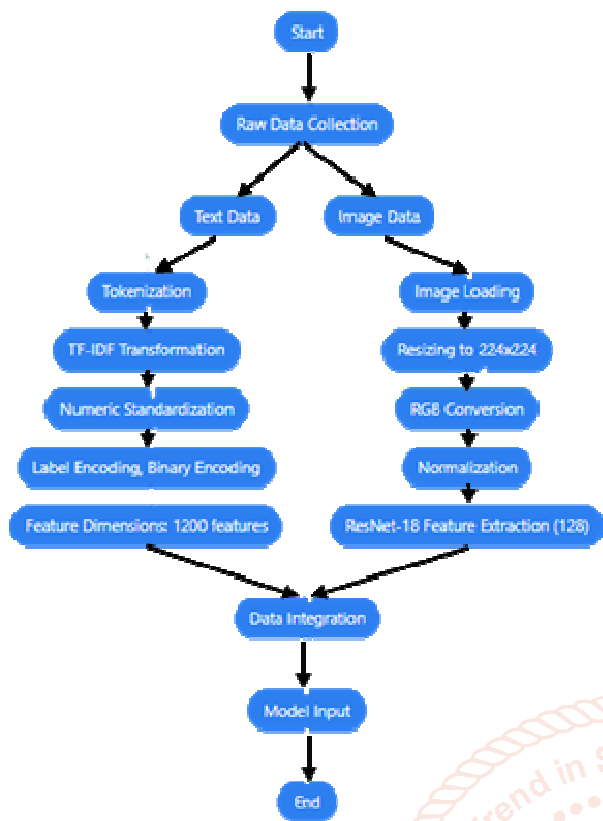 Start
Raw Data Collection
Text Data
Image Data
Tokenization
Image Loading
TF-IDF Transformation
Resizing to 224x224
Numeric Standardization
RGB Conversion
Label Encoding, Binary Encoding
Normalization
Feature Dimensions: 1200 features
ResNet-18 Feature Extraction (128)
Data Integration
Model Input
End
Trend in S